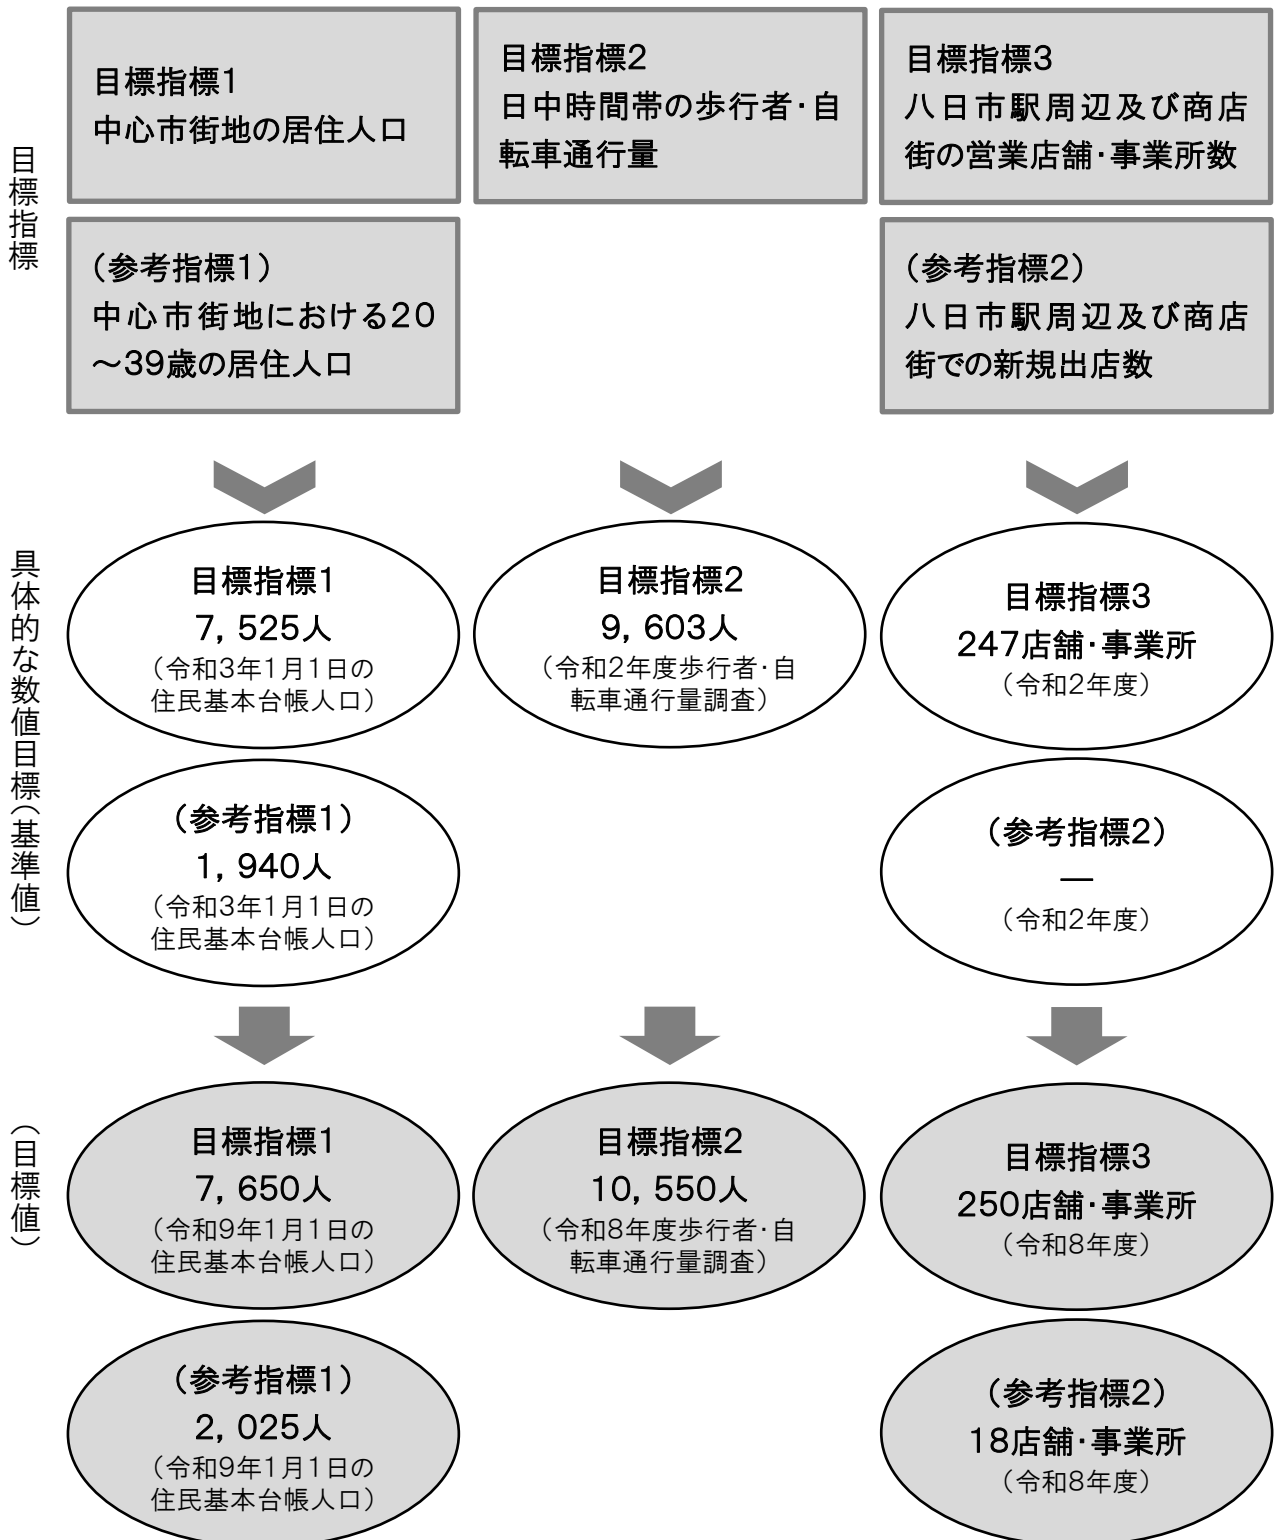 目標指標
目標指標1
中心市街地の居住人口
目標指標2
日中時間帯の歩行者・自
転車通行量
目標指標3
八日市駅周辺及び商店
街の営業店舗・事業所数
（参考指標1）
中心市街地における20
～39歳の居住人口
（参考指標2）
八日市駅周辺及び商店
街での新規出店数
具体的な数値目標（基準値）
目標指標1
7，525人
（令和3年1月1日の
住民基本台帳人口）
目標指標2
9，603人
（令和2年度歩行者・自
転車通行量調査）
目標指標3
247店舗・事業所
（令和2年度）
（参考指標1）
1，940人
（令和3年1月1日の
住民基本台帳人口）
（参考指標2）
―
（令和2年度）
（目標値）
目標指標1
7，650人
（令和9年1月1日の
住民基本台帳人口）
目標指標2
10，550人
（令和8年度歩行者・自
転車通行量調査）
目標指標3
250店舗・事業所
（令和8年度）
（参考指標1）
2，025人
（令和9年1月1日の
住民基本台帳人口）
（参考指標2）
18店舗・事業所
（令和8年度）